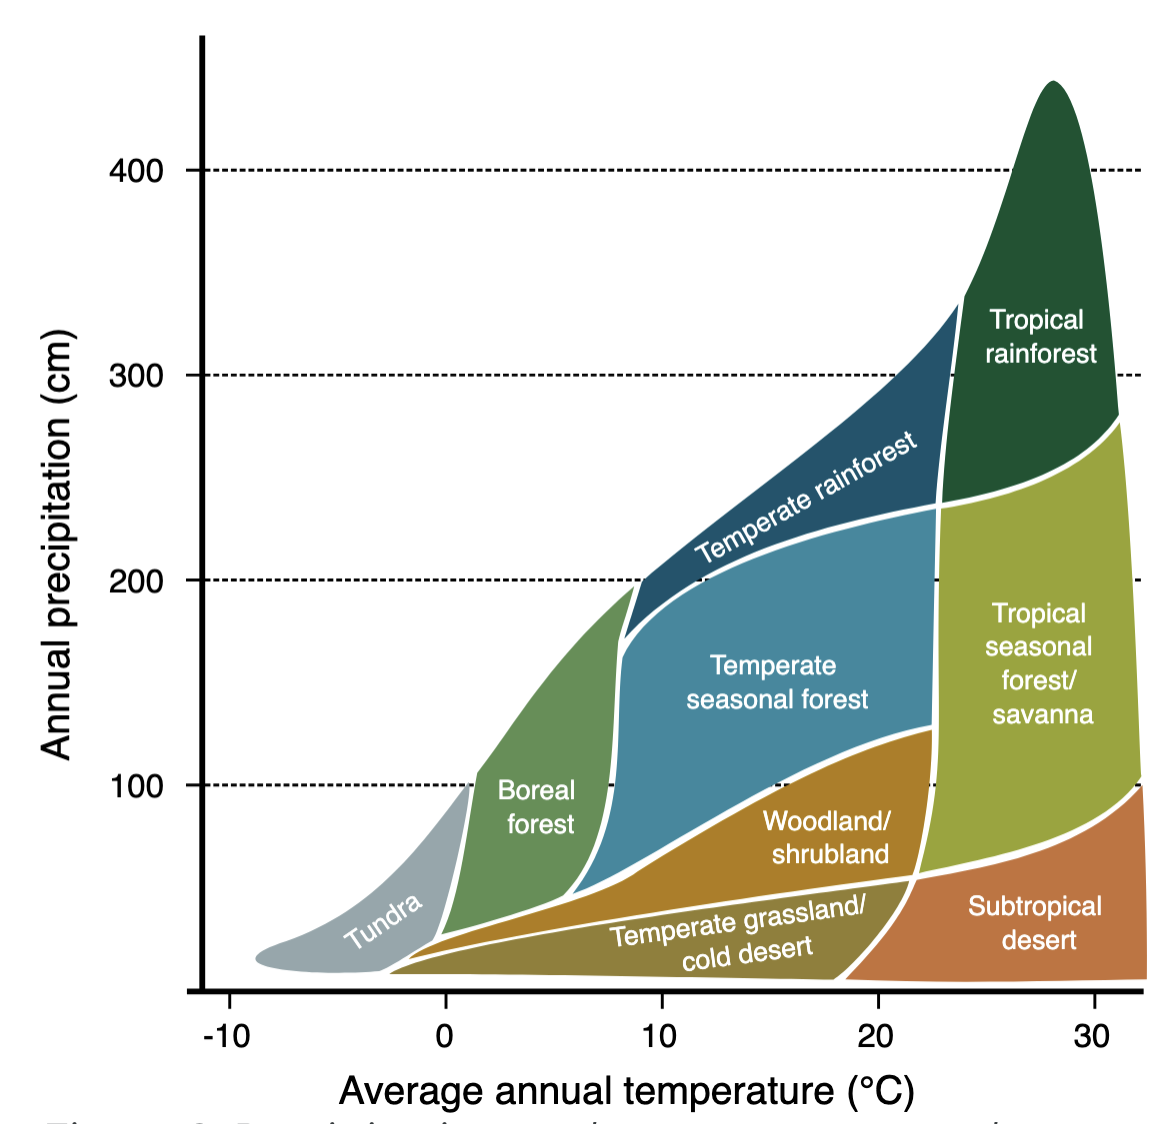 400
300
200
100
Annual precipitation (cm)
Tropical
rainforest
Temperate rainforest
Tropical
seasonal
forest/
savanna
Temperate
seasonal forest
Boreal
forest
Woodland/
shrubland
Tundra
Temperate grassland/
cold desert
Subtropical
desert
-10
0
10
20
30
Average annual temperature (°C)